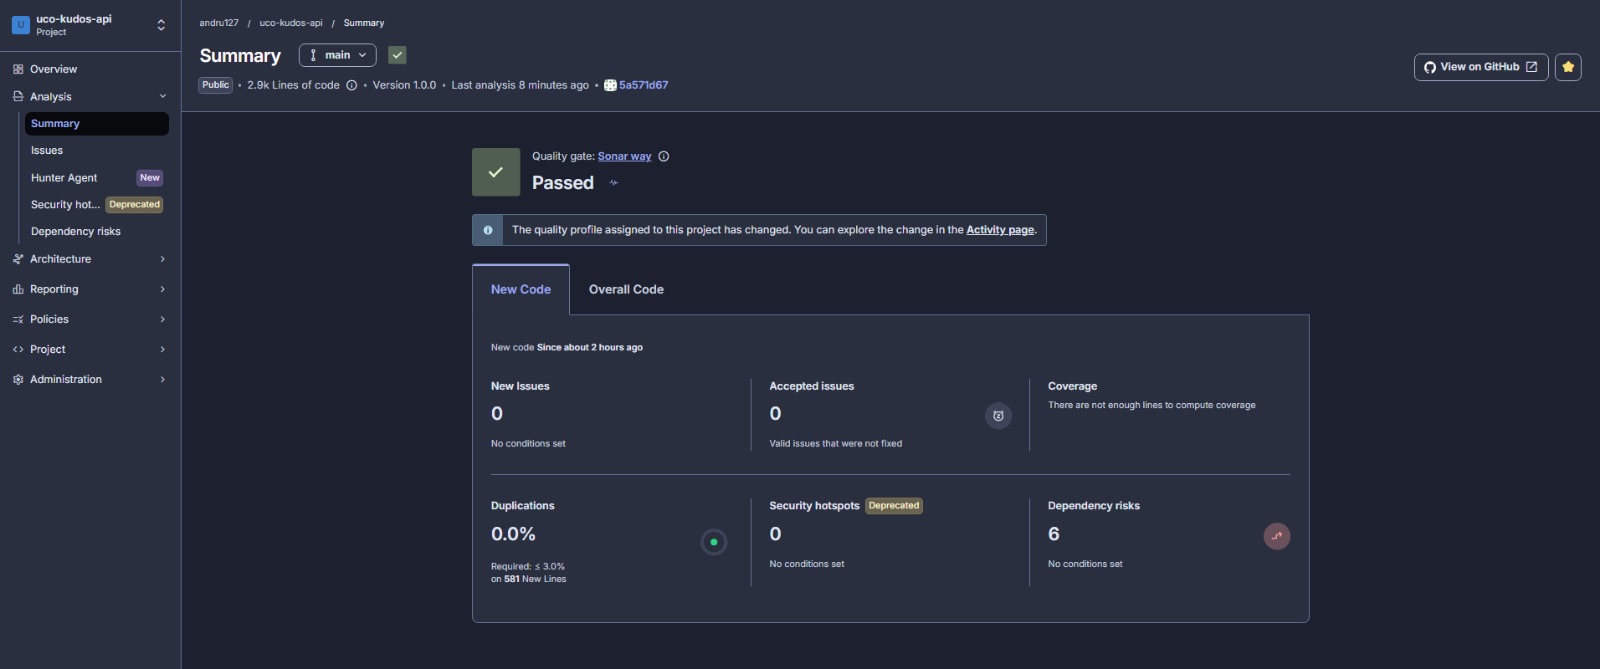 U
uco-kudos-api
Project
Overview
Analysis
Summary
Issues
Hunter Agent New
Security hot... Deprecated
Dependency risks
Architecture
Reporting
Policies
Project
Administration
andru127 / uco-kudos-api / Summary
Summary main
Public • 2.9k Lines of code • Version 1.0.0 • Last analysis 8 minutes ago • 5a571d67
View on GitHub
Quality gate: Sonar way
Passed
The quality profile assigned to this project has changed. You can explore the change in the Activity page.
New Code Overall Code
New code Since about 2 hours ago
New Issues
0
No conditions set
Accepted issues
0
Valid issues that were not fixed
Coverage
There are not enough lines to compute coverage
Duplications
0.0%
Required: ≤ 3.0%
on 581 New Lines
Security hotspots Deprecated
0
No conditions set
Dependency risks
6
No conditions set